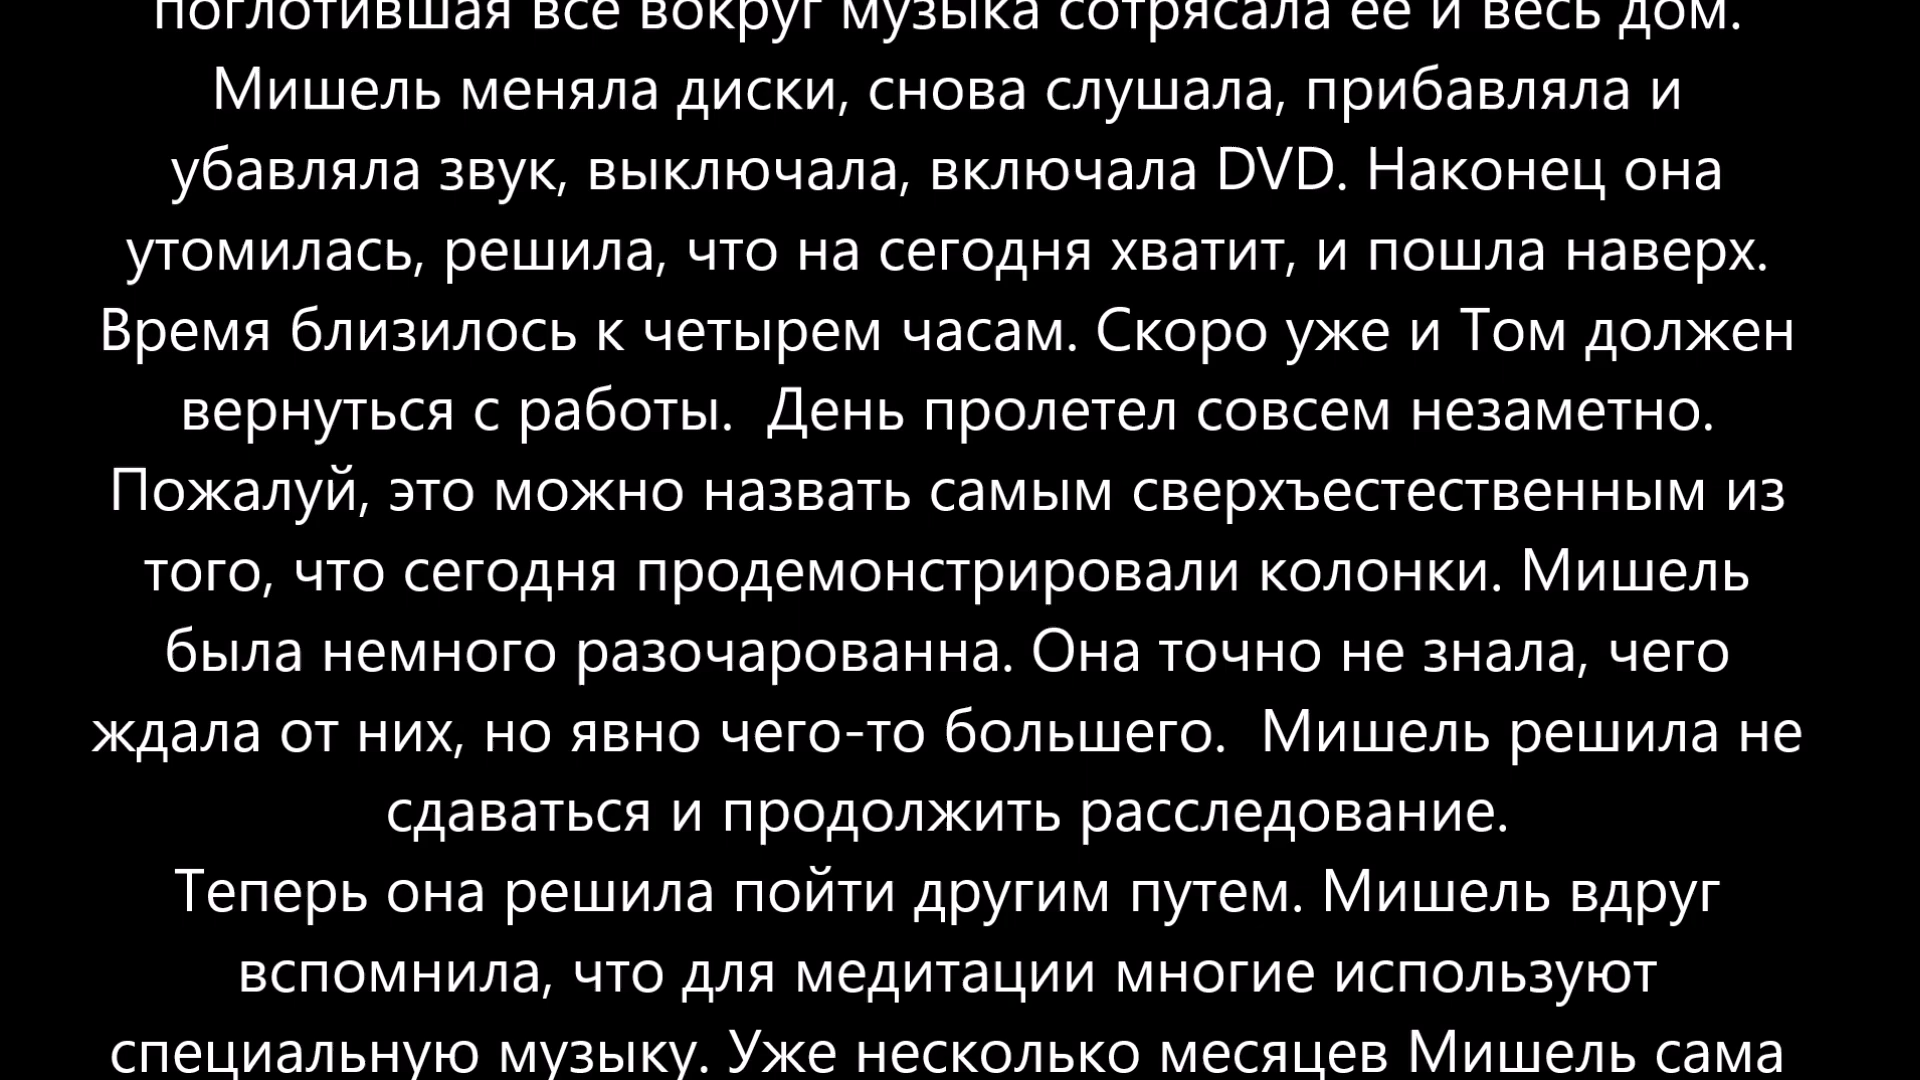 поглотившая все вокруг музыка сотрясала ее и весь дом.
Мишель меняла диски, снова слушала, прибавляла и
убавляла звук, выключала, включала DVD. Наконец она
утомилась, решила, что на сегодня хватит, и пошла наверх.
Время близилось к четырем часам. Скоро уже и Том должен
вернуться с работы.  День пролетел совсем незаметно.
Пожалуй, это можно назвать самым сверхъестественным из
того, что сегодня продемонстрировали колонки. Мишель
была немного разочарованна. Она точно не знала, чего
ждала от них, но явно чего-то большего.  Мишель решила не
сдаваться и продолжить расследование.
Теперь она решила пойти другим путем. Мишель вдруг
вспомнила, что для медитации многие используют
специальную музыку. Уже несколько месяцев Мишель сама